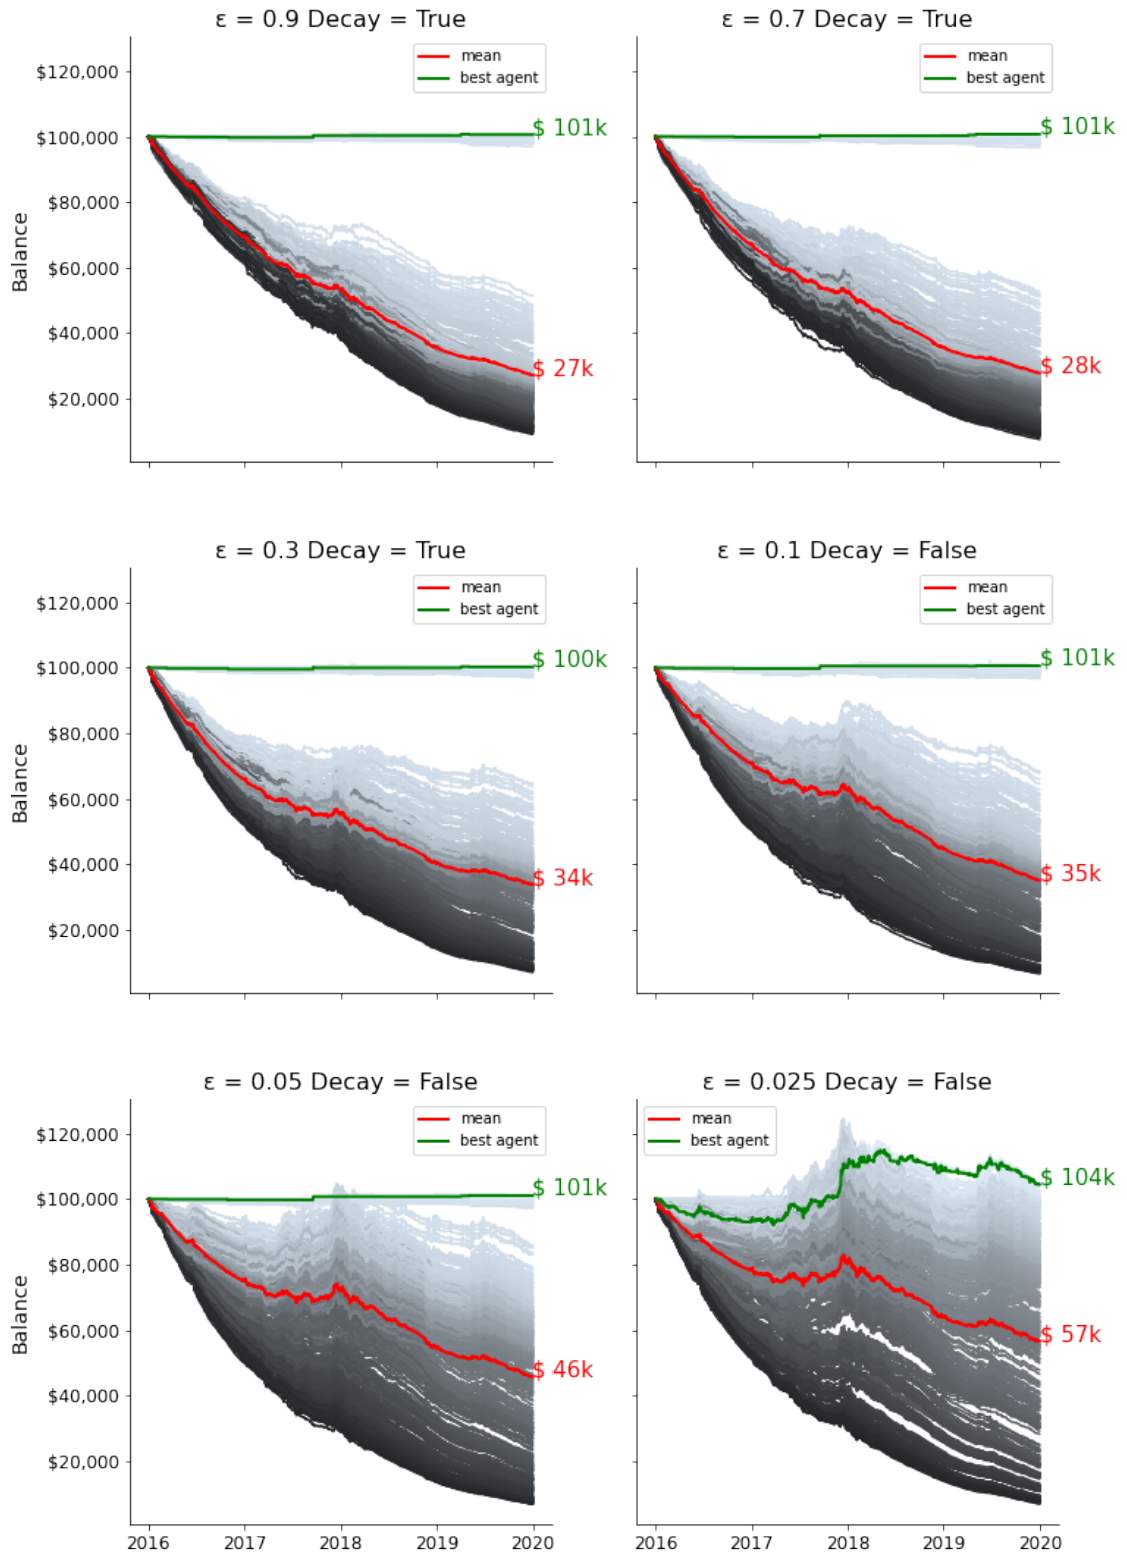 ε = 0.9 Decay = True
mean
best agent
$120,000
$100,000
$80,000
$60,000
$40,000
$20,000
Balance
$ 101k
$ 27k
ε = 0.7 Decay = True
mean
best agent
$ 101k
$ 28k
ε = 0.3 Decay = True
mean
best agent
$120,000
$100,000
$80,000
$60,000
$40,000
$20,000
Balance
$ 100k
$ 34k
ε = 0.1 Decay = False
mean
best agent
$ 101k
$ 35k
ε = 0.05 Decay = False
mean
best agent
$120,000
$100,000
$80,000
$60,000
$40,000
$20,000
Balance
$ 101k
$ 46k
2016 2017 2018 2019 2020
ε = 0.025 Decay = False
mean
best agent
$ 104k
$ 57k
2016 2017 2018 2019 2020